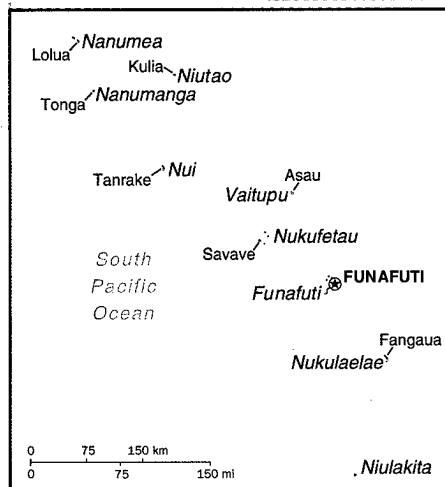 Nanumea
Lolua
Kulia
Niutao
Nanumanga
Tonga
Nui
Tanrake
Asau
Vaitupu
Nukufetau
Savave
South
Pacific
Ocean
FUNAFUTI
Funafuti
Fangaua
Nukulaelae
0 75 150 km
0 75 150 mi
Niulakita